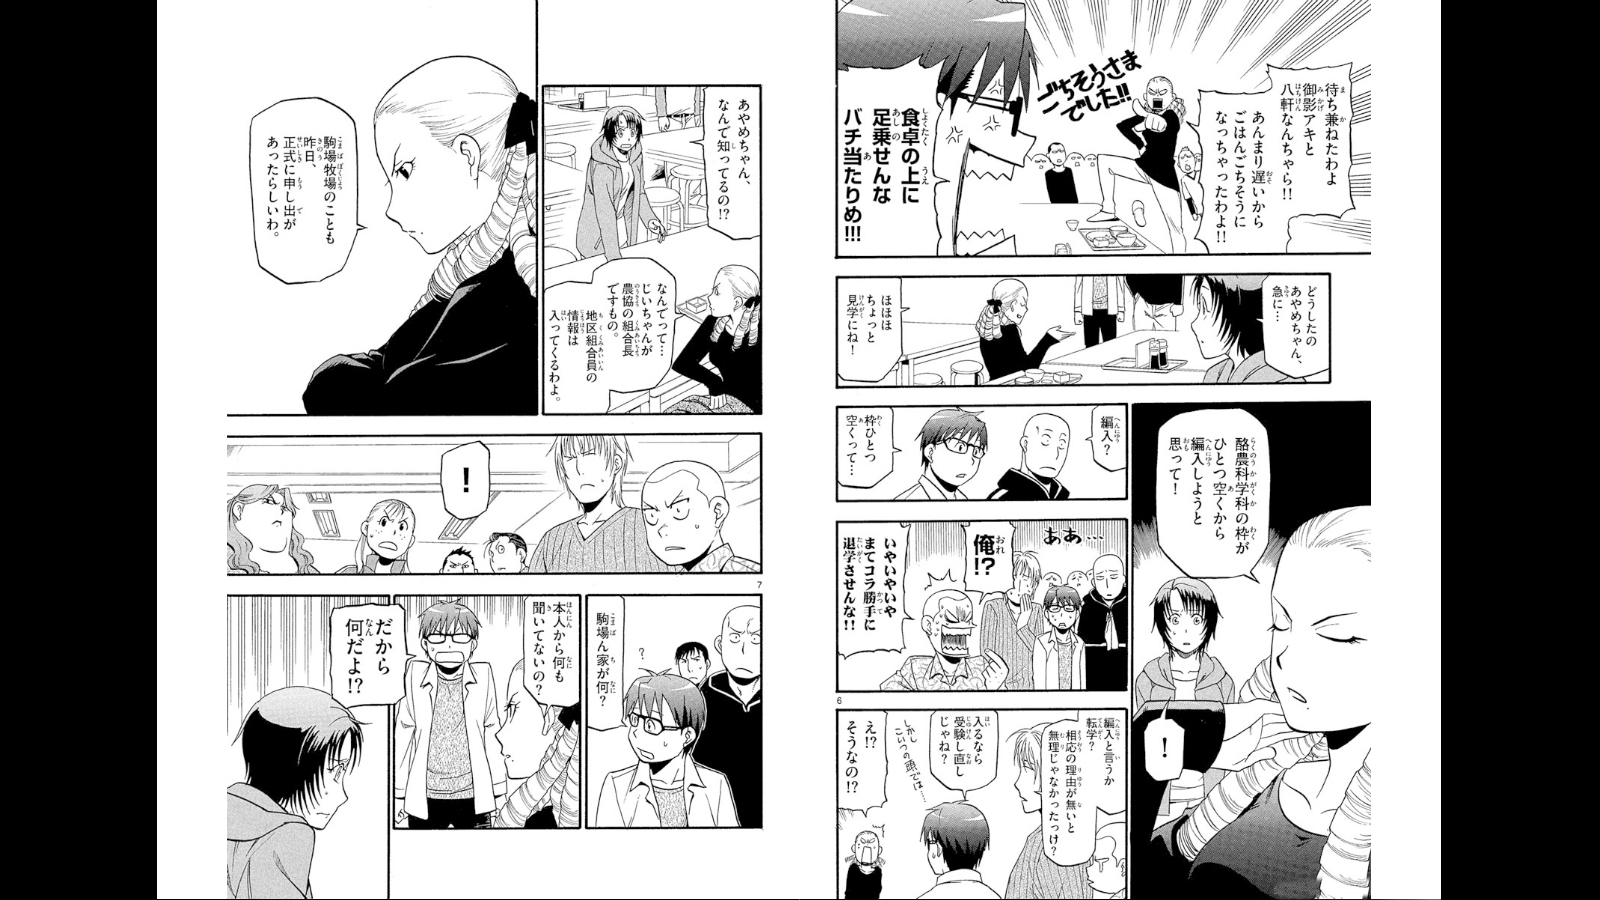 待ち兼ねたわよ
御影アキと
八軒なんちゃら!!
あんまり遅いから
ごはんごちそうに
なっちゃったわよ!!
ごちそうさま
でした!!
食卓の上に
足乗せんな
バチ当たりめ!!!
どうしたの
あやめちゃん、
急に…
ほほほ
ちょっと
見学にね！
酪農科学科の枠が
ひとつ空くから
編入しようと
思って！
！
編入？
枠ひとつ
空くって…
ああ…
俺!?
いやいやいや
まてコラ勝手に
退学させんな!!
6
編入と言うか
転学？
相応の理由が無いと
無理じゃなかったっけ？
入るなら
受験し直し
じゃね？
しかし
こいつの頭では……
え!?
そうなの!?
あやめちゃん、
なんで知ってるの!?
なんでって…
じいちゃんが
農協の組合長
ですもの。
地区組合員の
情報は
入ってくるわよ。
駒場牧場のことも
昨日、
正式に申し出が
あったらしいわ。
！
7
駒場ん家が何？
？
本人から何も
聞いてないの？
だから
何だよ!?